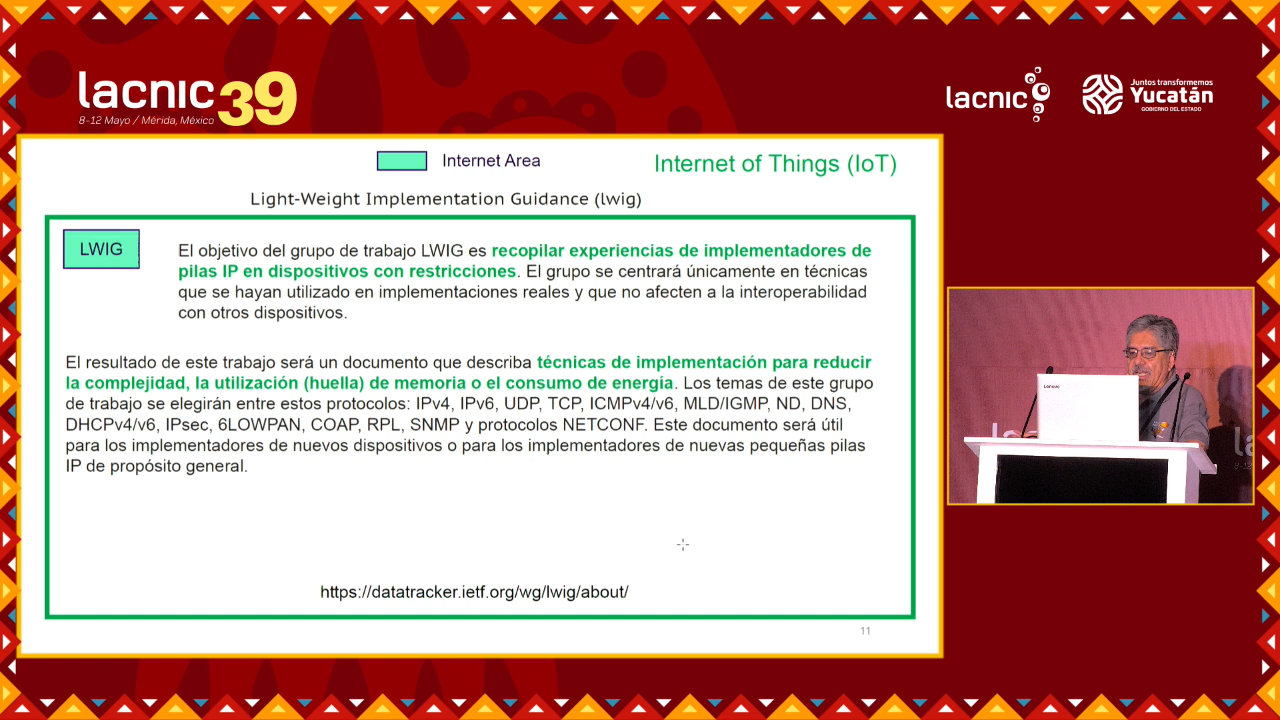 lacnic39
8-12 Mayo / Mérida, México
lacnic
Juntos transformemos
Yucatán
GOBIERNO DEL ESTADO
Internet Area
Internet of Things (IoT)
Light-Weight Implementation Guidance (lwig)
LWIG
El objetivo del grupo de trabajo LWIG es recopilar experiencias de implementadores de
pilas IP en dispositivos con restricciones. El grupo se centrará únicamente en técnicas
que se hayan utilizado en implementaciones reales y que no afecten a la interoperabilidad
con otros dispositivos.
El resultado de este trabajo será un documento que describa técnicas de implementación para reducir
la complejidad, la utilización (huella) de memoria o el consumo de energía. Los temas de este grupo
de trabajo se elegirán entre estos protocolos: IPv4, IPv6, UDP, TCP, ICMPv4/v6, MLD/IGMP, ND, DNS,
DHCPv4/v6, IPsec, 6LOWPAN, COAP, RPL, SNMP y protocolos NETCONF. Este documento será útil
para los implementadores de nuevos dispositivos o para los implementadores de nuevas pequeñas pilas
IP de propósito general.
https://datatracker.ietf.org/wg/lwig/about/
11
Lenovo